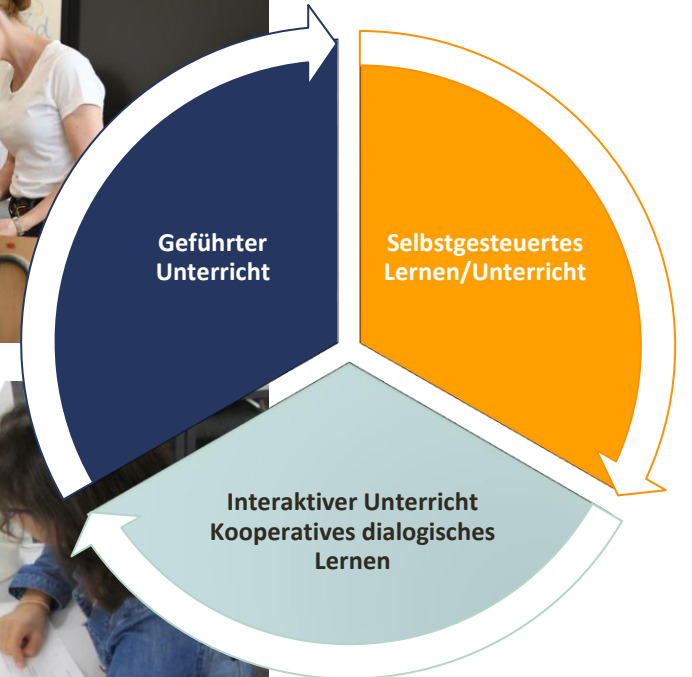 Geführter
Unterricht
Selbstgesteuertes
Lernen/Unterricht
Interaktiver Unterricht
Kooperatives dialogisches
Lernen